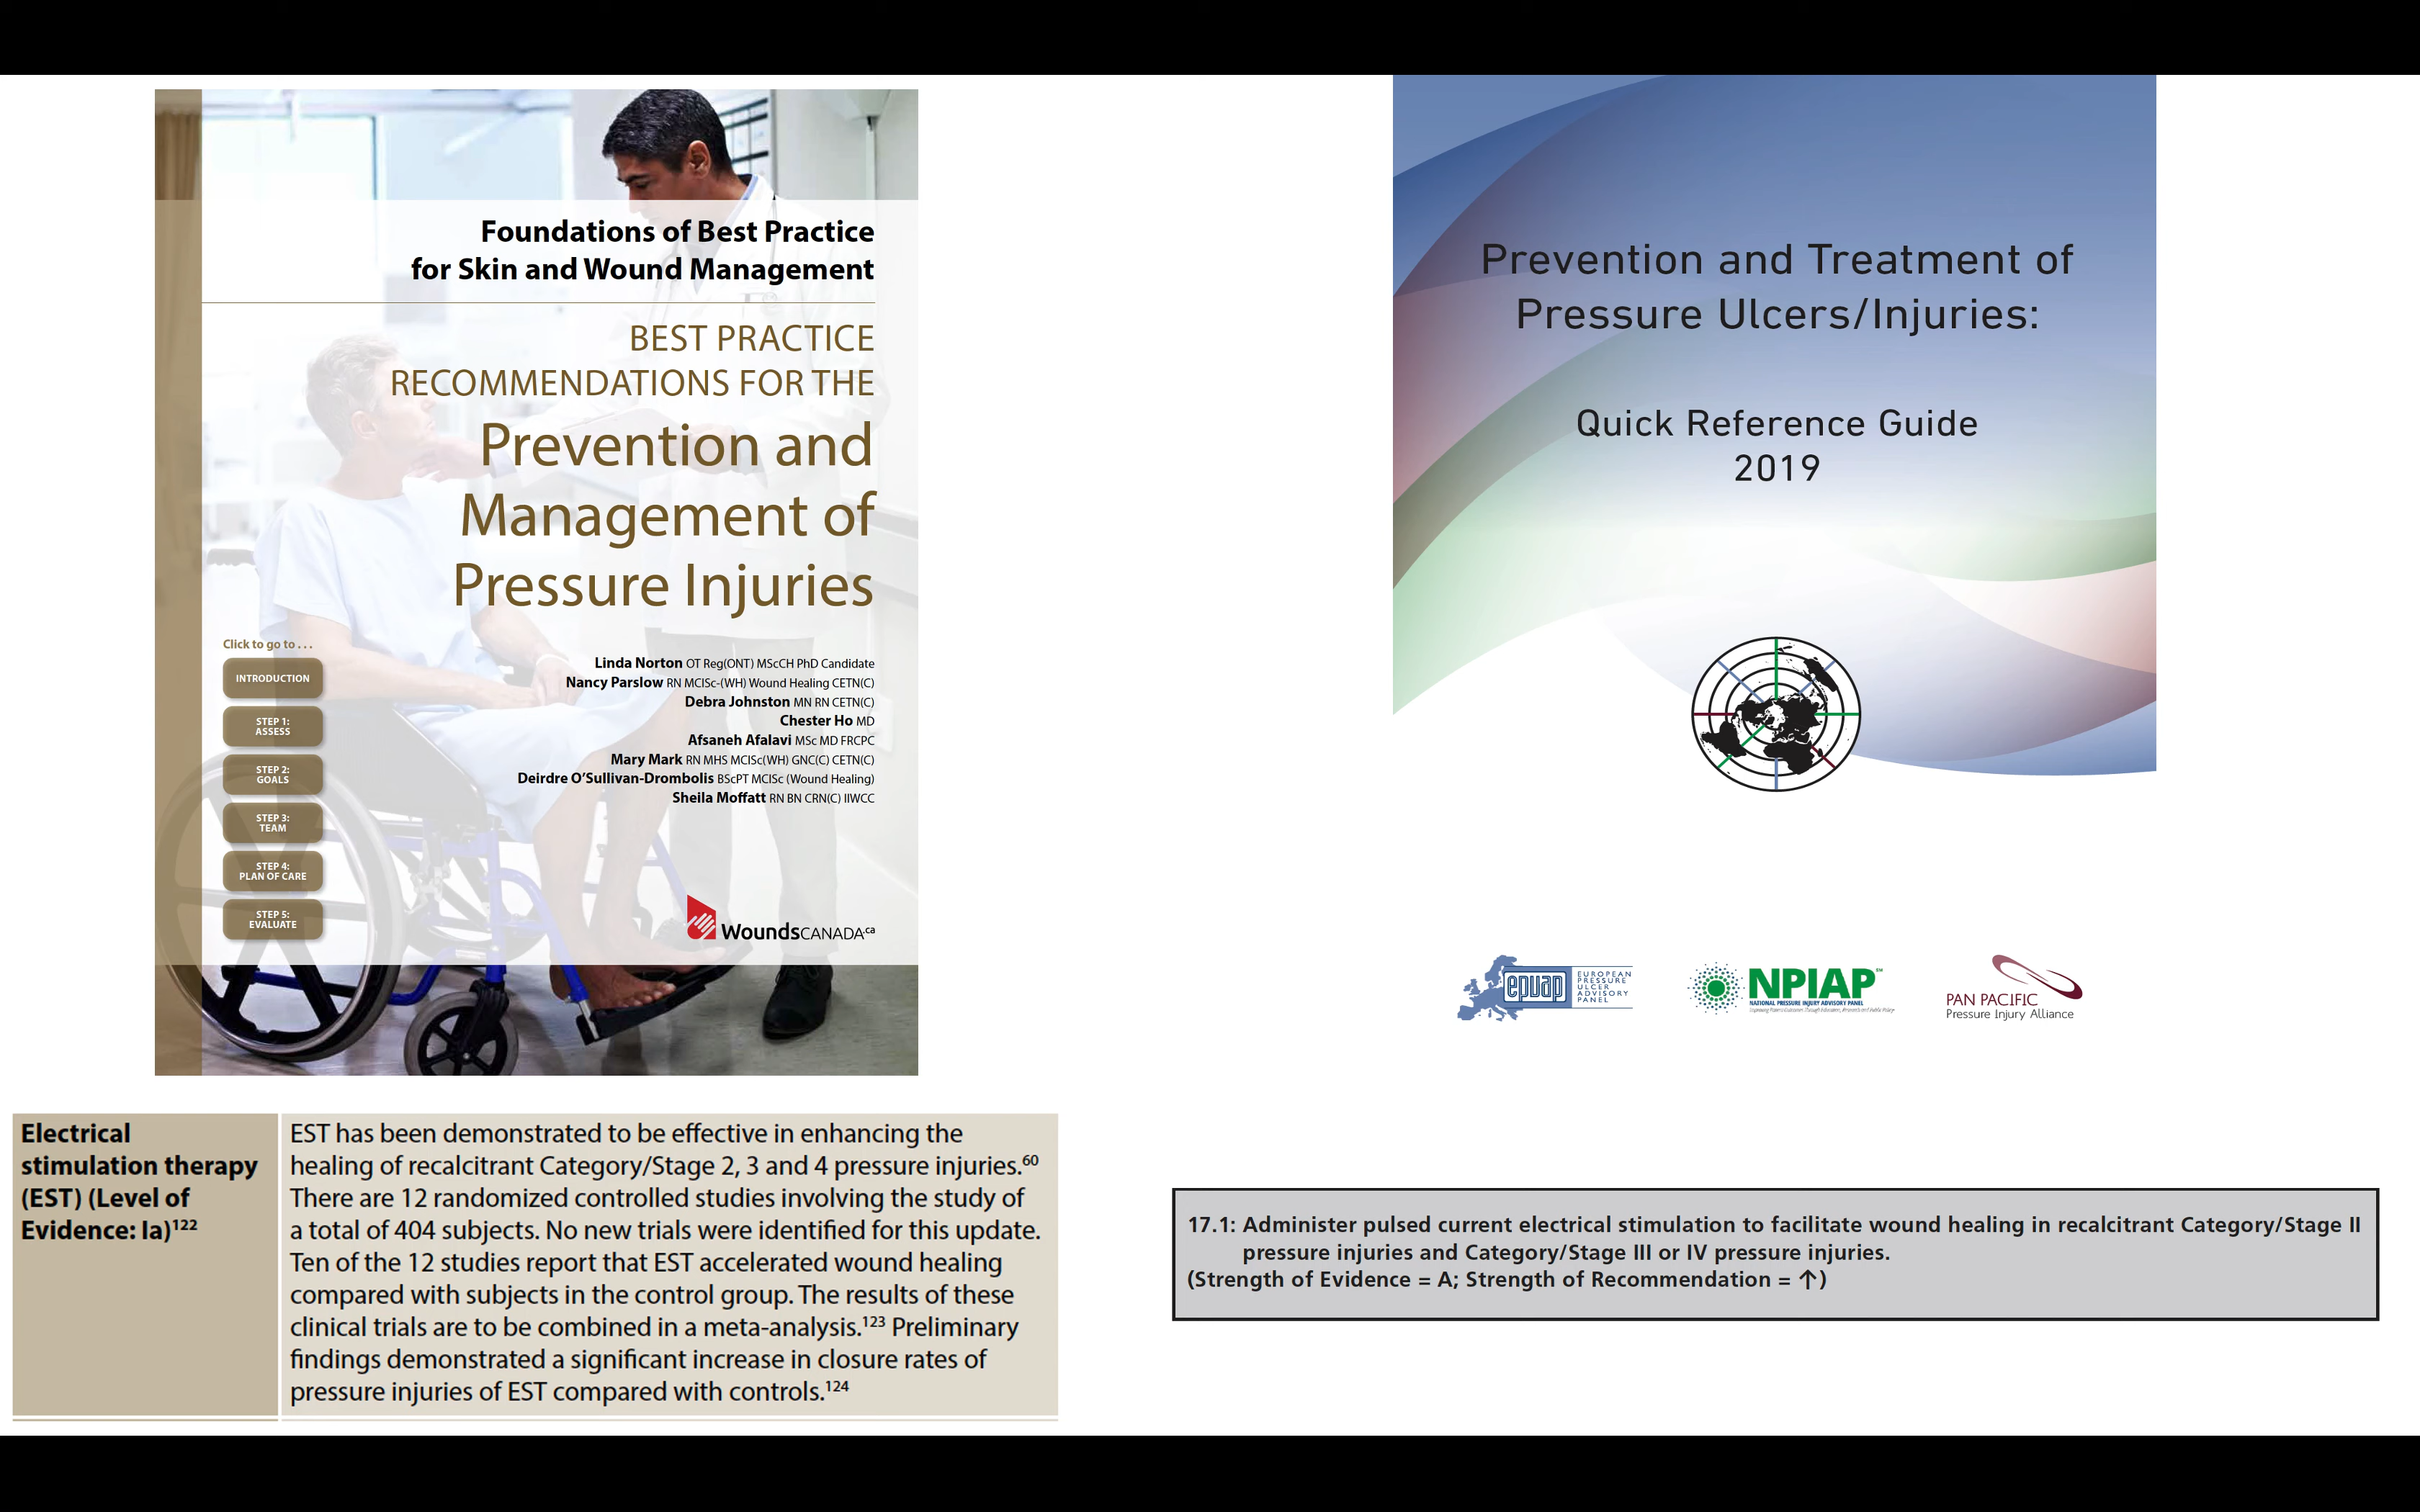 Foundations of Best Practice
for Skin and Wound Management
BEST PRACTICE
RECOMMENDATIONS FOR THE
Prevention and
Management of
Pressure Injuries
Click to go to . . .
INTRODUCTION
STEP 1:
ASSESS
STEP 2:
GOALS
STEP 3:
TEAM
STEP 4:
PLAN OF CARE
STEP 5:
EVALUATE
Linda Norton OT Reg(ONT) MScCH PhD Candidate
Nancy Parslow RN MClSc-(WH) Wound Healing CETN(C)
Debra Johnston MN RN CETN(C)
Chester Ho MD
Afsaneh Afalavi MSc MD FRCPC
Mary Mark RN MHS MClSc(WH) GNC(C) CETN(C)
Deirdre O'Sullivan-Drombolis BScPT MClSc (Wound Healing)
Sheila Moffatt RN BN CRN(C) IIWCC
WoundsCANADA.ca
Electrical
stimulation therapy
(EST) (Level of
Evidence: Ia)122
EST has been demonstrated to be effective in enhancing the
healing of recalcitrant Category/Stage 2, 3 and 4 pressure injuries.60
There are 12 randomized controlled studies involving the study of
a total of 404 subjects. No new trials were identified for this update.
Ten of the 12 studies report that EST accelerated wound healing
compared with subjects in the control group. The results of these
clinical trials are to be combined in a meta-analysis.123 Preliminary
findings demonstrated a significant increase in closure rates of
pressure injuries of EST compared with controls.124
Prevention and Treatment of
Pressure Ulcers/Injuries:
Quick Reference Guide
2019
epuap
EUROPEAN
PRESSURE
ULCER
ADVISORY
PANEL
NPIAP SM
NATIONAL PRESSURE INJURY ADVISORY PANEL
PAN PACIFIC
Pressure Injury Alliance
17.1: Administer pulsed current electrical stimulation to facilitate wound healing in recalcitrant Category/Stage II
pressure injuries and Category/Stage III or IV pressure injuries.
(Strength of Evidence = A; Strength of Recommendation = ↑)